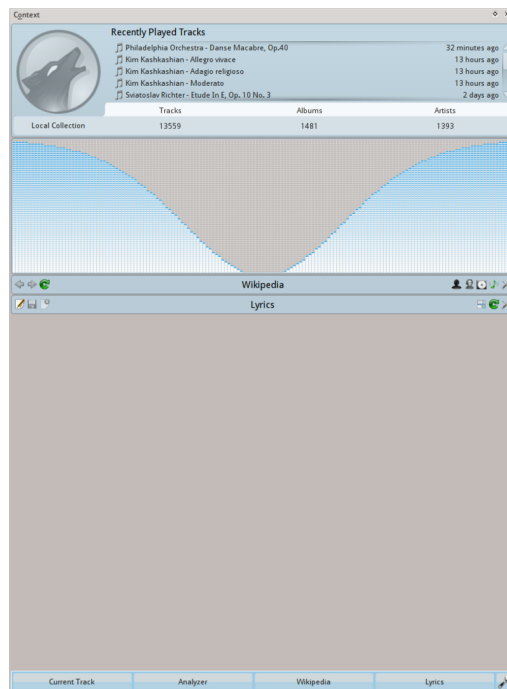 Context
Recently Played Tracks
Philadelphia Orchestra - Danse Macabre, Op.40 32 minutes ago
Kim Kashkashian - Allegro vivace 13 hours ago
Kim Kashkashian - Adagio religioso 13 hours ago
Kim Kashkashian - Moderato 13 hours ago
Sviatoslav Richter - Etude In E, Op. 10 No. 3 2 days ago
Tracks Albums Artists
Local Collection 13559 1481 1393
Wikipedia
Lyrics
Current Track Analyzer Wikipedia Lyrics